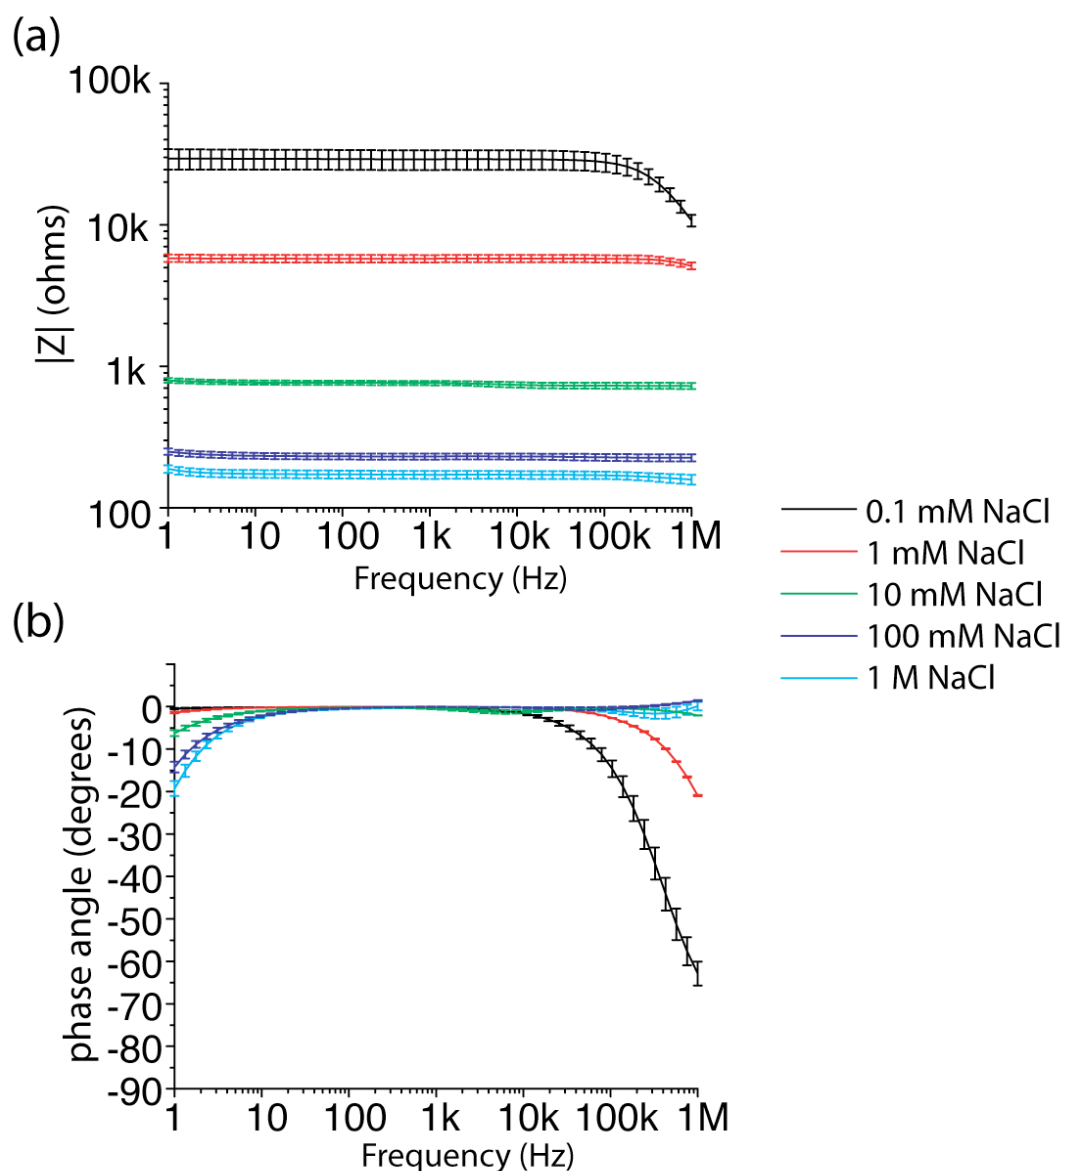 (a)
100k
10k
1k
100
|Z| (ohms)
1 10 100 1k 10k 100k 1M
Frequency (Hz)
0.1 mM NaCl
1 mM NaCl
10 mM NaCl
100 mM NaCl
1 M NaCl
(b)
0
-10
-20
-30
-40
-50
-60
-70
-80
-90
phase angle (degrees)
1 10 100 1k 10k 100k 1M
Frequency (Hz)